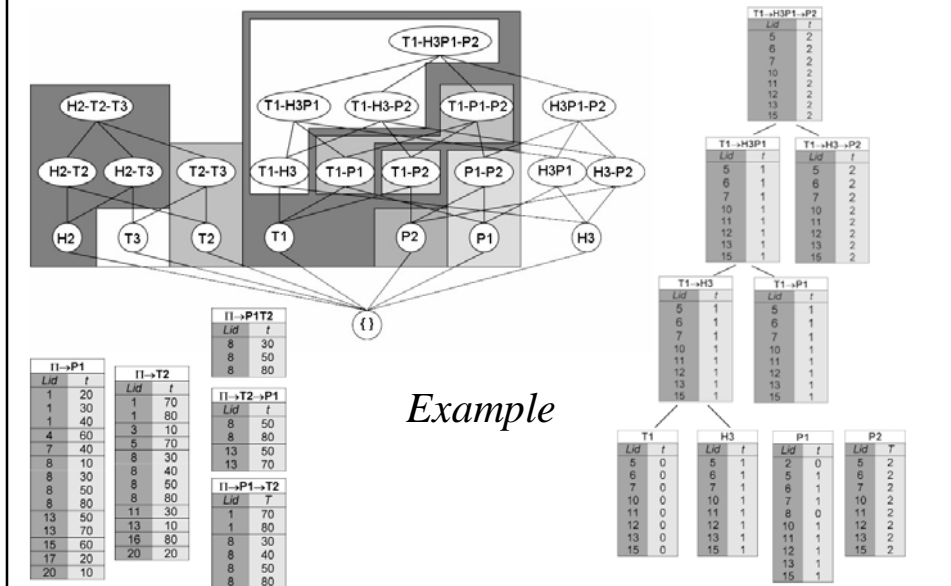 T1-H3P1-P2
H2-T2-T3
T1-H3P1
T1-H3-P2
T1-P1-P2
H3P1-P2
H2-T2
H2-T3
T2-T3
T1-H3
T1-P1
T1-P2
P1-P2
H3P1
H3-P2
H2
T3
T2
T1
P2
P1
H3
{}
Π→P1
Lid t
1 20
1 30
1 40
4 60
7 40
8 10
8 30
8 50
8 80
13 50
13 70
15 60
17 20
20 10
Π→T2
Lid t
1 70
1 80
3 10
5 70
8 30
8 40
8 50
8 80
11 30
13 10
16 80
20 20
Π→P1T2
Lid t
8 30
8 50
8 80
Π→T2→P1
Lid t
8 50
8 80
13 50
13 70
Π→P1→T2
Lid T
1 70
1 80
8 30
8 40
8 50
8 80
Example
T1→H3P1→P2
Lid t
5 2
6 2
7 2
10 2
11 2
12 2
13 2
15 2
T1→H3P1
Lid t
5 1
6 1
7 1
10 1
11 1
12 1
13 1
15 1
T1→H3→P2
Lid t
5 2
6 2
7 2
10 2
11 2
12 2
13 2
15 2
T1→H3
Lid t
5 1
6 1
7 1
10 1
11 1
12 1
13 1
15 1
T1→P1
Lid t
5 1
6 1
7 1
10 1
11 1
12 1
13 1
15 1
T1
Lid t
5 0
6 0
7 0
10 0
11 0
12 0
13 0
15 0
H3
Lid t
5 1
6 1
7 1
10 1
11 1
12 1
13 1
15 1
P1
Lid t
2 0
5 1
6 1
7 1
8 0
10 1
11 1
12 1
13 1
15 1
P2
Lid T
5 2
6 2
7 2
10 2
11 2
12 2
13 2
15 2